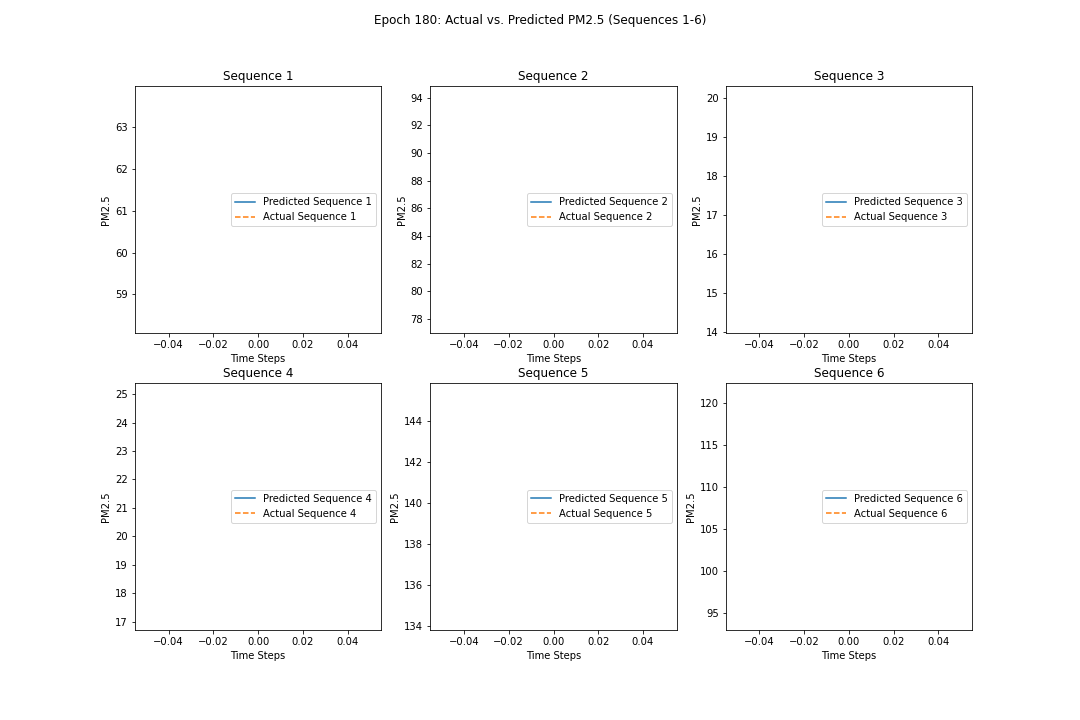 Epoch 180: Actual vs. Predicted PM2.5 (Sequences 1-6)
Sequence 1
PM2.5
63
62
61
60
59
Predicted Sequence 1
Actual Sequence 1
−0.04 −0.02 0.00 0.02 0.04
Time Steps
Sequence 2
PM2.5
94
92
90
88
86
84
82
80
78
Predicted Sequence 2
Actual Sequence 2
−0.04 −0.02 0.00 0.02 0.04
Time Steps
Sequence 3
PM2.5
20
19
18
17
16
15
14
Predicted Sequence 3
Actual Sequence 3
−0.04 −0.02 0.00 0.02 0.04
Time Steps
Sequence 4
PM2.5
25
24
23
22
21
20
19
18
17
Predicted Sequence 4
Actual Sequence 4
−0.04 −0.02 0.00 0.02 0.04
Time Steps
Sequence 5
PM2.5
144
142
140
138
136
134
Predicted Sequence 5
Actual Sequence 5
−0.04 −0.02 0.00 0.02 0.04
Time Steps
Sequence 6
PM2.5
120
115
110
105
100
95
Predicted Sequence 6
Actual Sequence 6
−0.04 −0.02 0.00 0.02 0.04
Time Steps